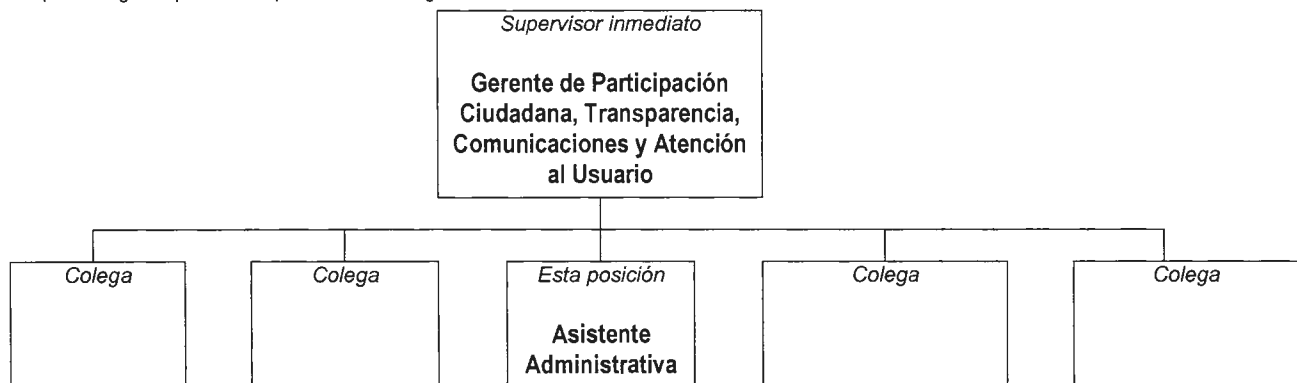 Supervisor inmediato
Gerente de Participación
Ciudadana, Transparencia,
Comunicaciones y Atención
al Usuario
Colega
Colega
Esta posición
Colega
Colega
Asistente
Administrativa